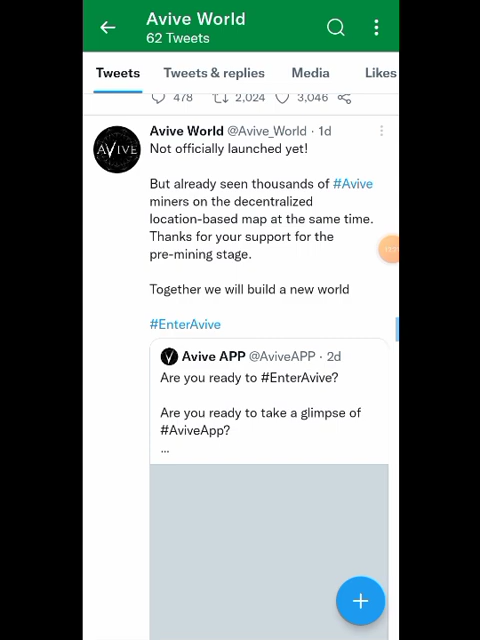 Avive World
62 Tweets
Tweets
Tweets & replies
Media
Likes
478
2,024
3,046
AVIVE
Avive World @Avive_World · 1d
Not officially launched yet!
But already seen thousands of #Avive
miners on the decentralized
location-based map at the same time.
Thanks for your support for the
pre-mining stage.
Together we will build a new world
#EnterAvive
Avive APP @AviveAPP · 2d
Are you ready to #EnterAvive?
Are you ready to take a glimpse of
#AviveApp?
...